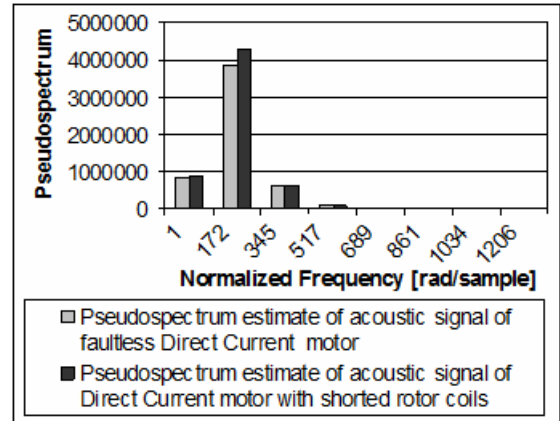 5000000
4000000
3000000
2000000
1000000
0
Pseudospectrum
1
172
345
517
689
861
1034
1206
Normalized Frequency [rad/sample]
Pseudospectrum estimate of acoustic signal of
faultless Direct Current motor
Pseudospectrum estimate of acoustic signal of
Direct Current motor with shorted rotor coils